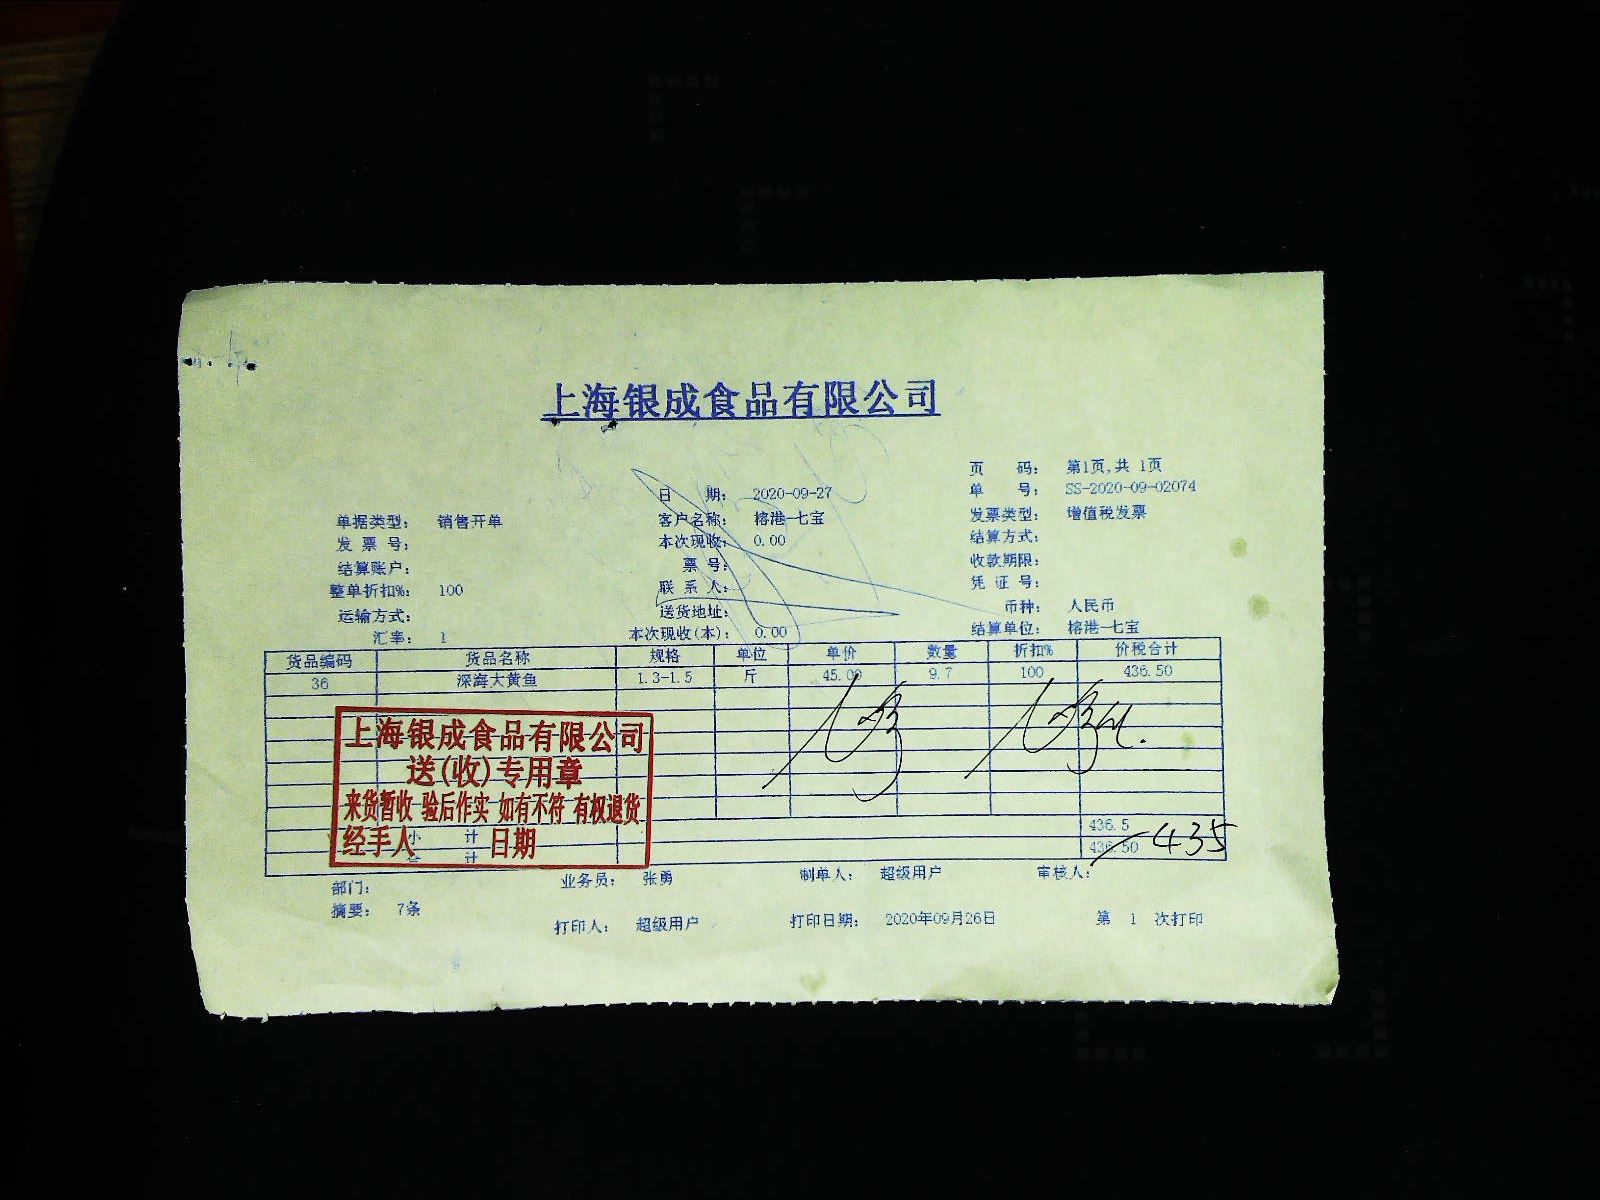 上海银成食品有限公司
页 码： 第1页,共 1页
日 期： 2020-09-27 单 号： SS-2020-09-02074
单据类型： 销售开单 客户名称： 榕港-七宝 发票类型： 增值税发票
发 票 号： 本次现收： 0.00 结算方式：
结算账户： 票 号： 收款期限：
整单折扣%： 100 联 系 人： 凭 证 号：
运输方式： 送货地址： 币种： 人民币
汇率： 1 本次现收(本)： 0.00 结算单位： 榕港-七宝
货品编码 货品名称 规格 单位 单价 数量 折扣% 价税合计
36 深海大黄鱼 1.3-1.5 斤 45.00 9.7 100 436.50
上海银成食品有限公司
送(收)专用章
来货暂收 验后作实 如有不符 有权退货
经手人 日期
小 计 436.5
合 计 436.50 435
部门： 业务员： 张勇 制单人： 超级用户 审核人：
摘要： 7条 打印人： 超级用户 打印日期： 2020年09月26日 第 1 次打印